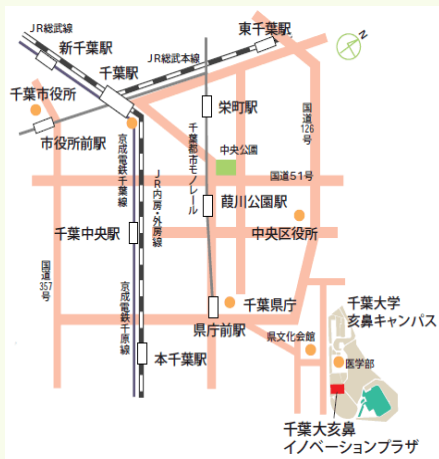 JR総武線
東千葉駅
新千葉駅
JR総武本線
N
千葉駅
千葉市役所
栄町駅
国道126号
市役所前駅
京成電鉄千葉線
JR内房・外房線
千葉都市モノレール
中央公園
国道51号
葭川公園駅
千葉中央駅
中央区役所
国道357号
京成電鉄千原線
千葉県庁
県庁前駅
千葉大学
亥鼻キャンパス
県文化会館
医学部
本千葉駅
千葉大亥鼻
イノベーションプラザ